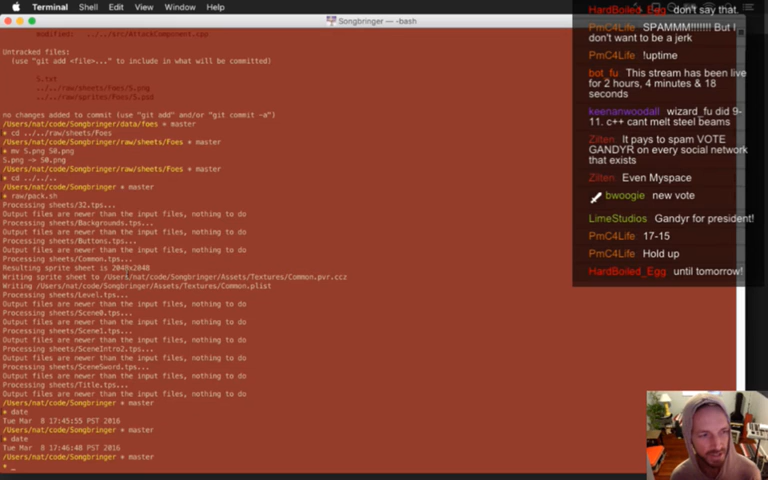 Terminal Shell Edit View Window Help
Songbringer — -bash
modified: ../../src/AttackComponent.cpp
Untracked files:
(use "git add <file>..." to include in what will be committed)
S.txt
../../raw/sheets/Foes/S.png
../../raw/sprites/Foes/S.psd
no changes added to commit (use "git add" and/or "git commit -a")
/Users/nat/code/Songbringer/data/foes * master
* cd ../../raw/sheets/Foes
/Users/nat/code/Songbringer/raw/sheets/Foes * master
* mv S.png S0.png
S.png -> S0.png
/Users/nat/code/Songbringer/raw/sheets/Foes * master
* cd ../../..
/Users/nat/code/Songbringer * master
* raw/pack.sh
Processing sheets/32.tps...
Output files are newer than the input files, nothing to do
Processing sheets/Backgrounds.tps...
Output files are newer than the input files, nothing to do
Processing sheets/Buttons.tps...
Output files are newer than the input files, nothing to do
Processing sheets/Common.tps...
Resulting sprite sheet is 2048x2048
Writing sprite sheet to /Users/nat/code/Songbringer/Assets/Textures/Common.pvr.ccz
Writing /Users/nat/code/Songbringer/Assets/Textures/Common.plist
Processing sheets/Level.tps...
Output files are newer than the input files, nothing to do
Processing sheets/Scene0.tps...
Output files are newer than the input files, nothing to do
Processing sheets/Scene1.tps...
Output files are newer than the input files, nothing to do
Processing sheets/SceneIntro2.tps...
Output files are newer than the input files, nothing to do
Processing sheets/SceneSword.tps...
Output files are newer than the input files, nothing to do
Processing sheets/Title.tps...
Output files are newer than the input files, nothing to do
/Users/nat/code/Songbringer * master
* date
Tue Mar 8 17:45:55 PST 2016
/Users/nat/code/Songbringer * master
* date
Tue Mar 8 17:46:48 PST 2016
/Users/nat/code/Songbringer * master
* _
HardBoiled_Egg don't say that.
PmC4Life SPAMMM!!!!!!! But I
don't want to be a jerk
PmC4Life !uptime
bot_fu This stream has been live
for 2 hours, 4 minutes & 18
seconds
keenanwoodall wizard_fu did 9-
11. c++ cant melt steel beams
Zilten It pays to spam VOTE
GANDYR on every social network
that exists
Zilten Even Myspace
bwoogie new vote
LimeStudios Gandyr for president!
PmC4Life 17-15
PmC4Life Hold up
HardBoiled_Egg until tomorrow!